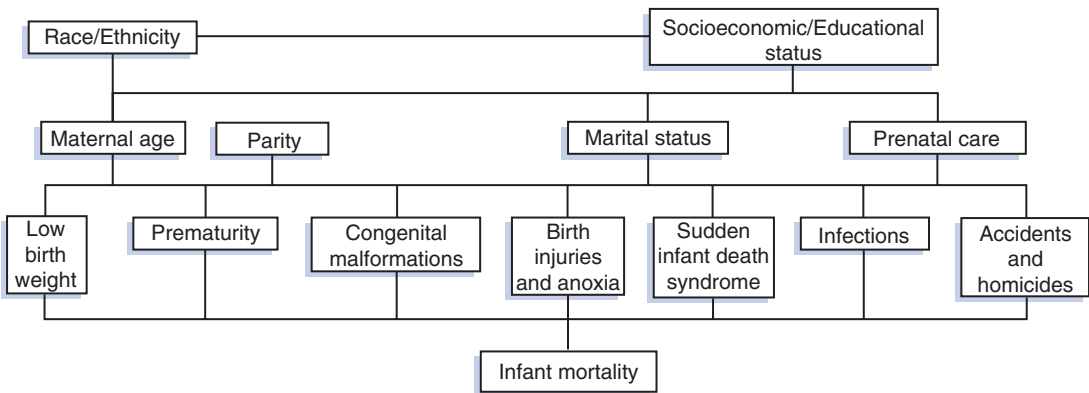 Race/Ethnicity
Socioeconomic/Educational
status
Maternal age
Parity
Marital status
Prenatal care
Low
birth
weight
Prematurity
Congenital
malformations
Birth
injuries
and anoxia
Sudden
infant death
syndrome
Infections
Accidents
and
homicides
Infant mortality